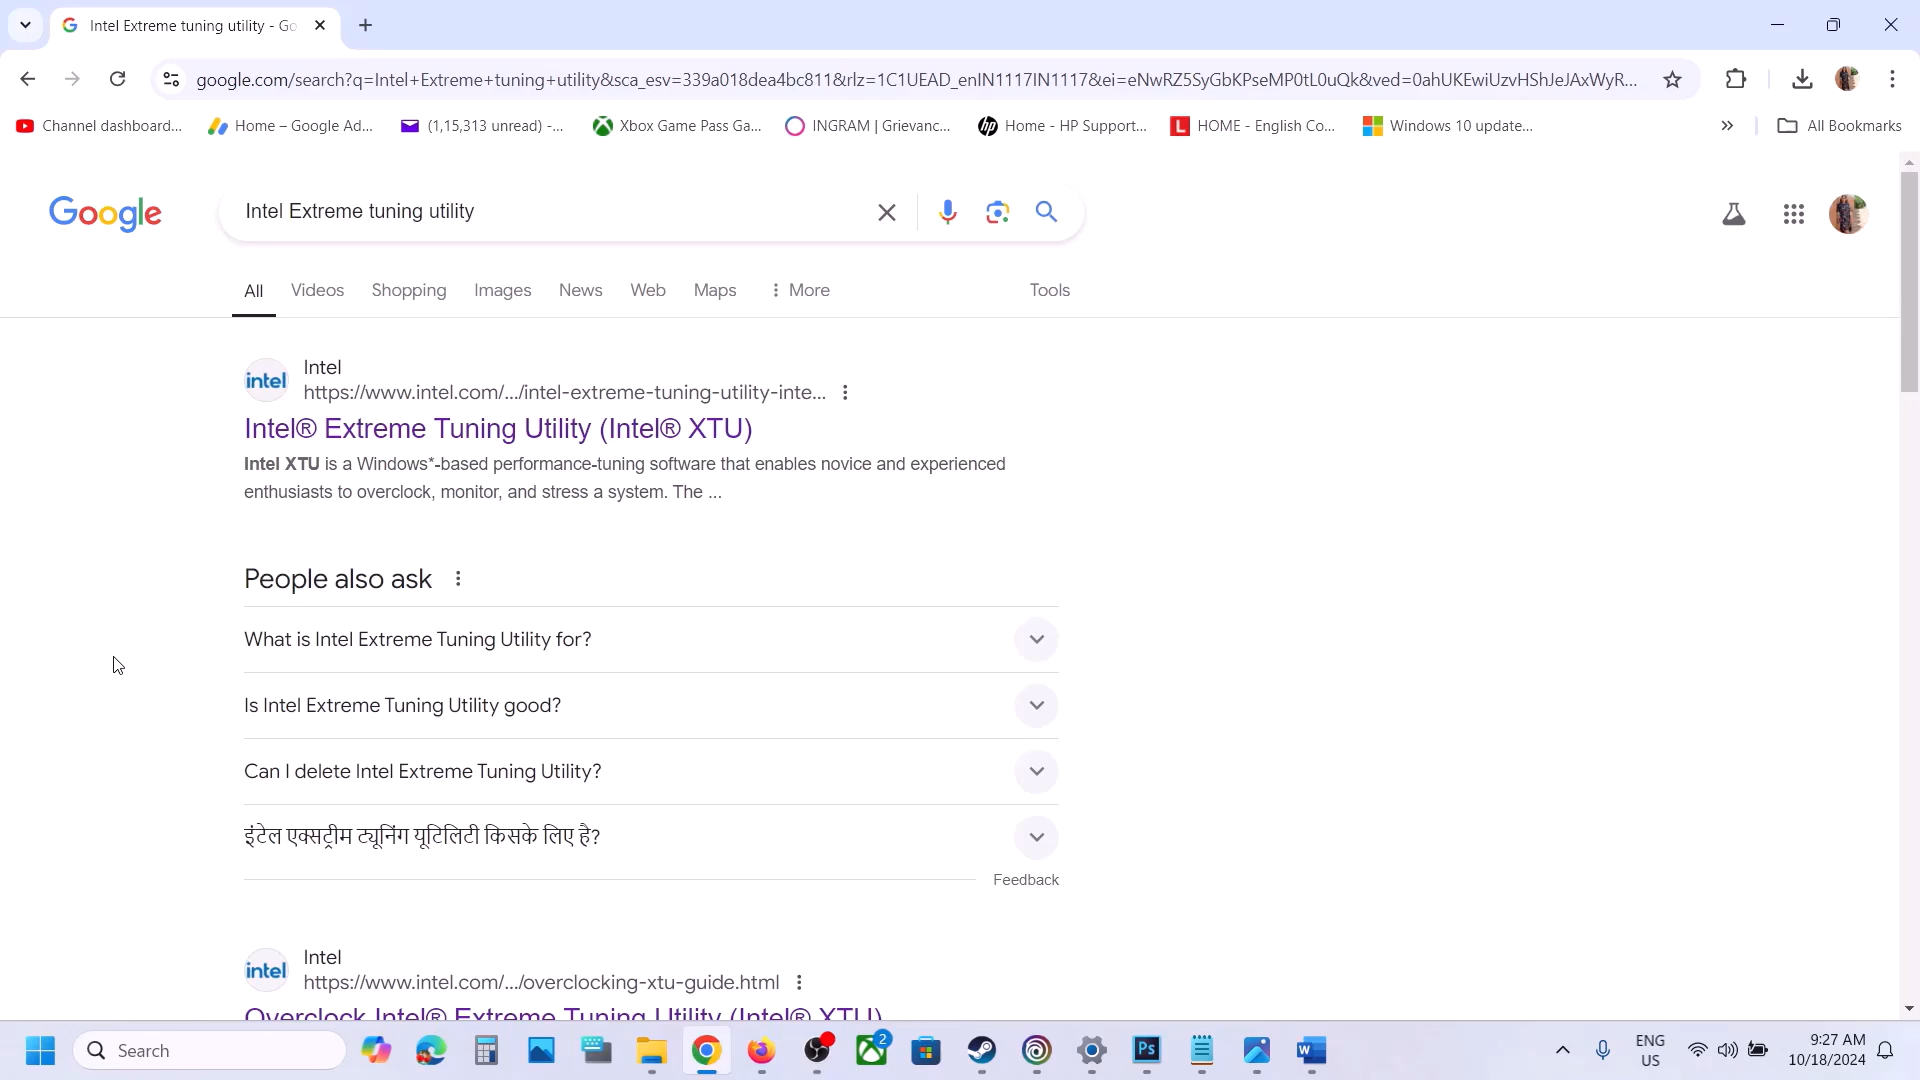 Intel Extreme tuning utility - Go
google.com/search?q=Intel+Extreme+tuning+utility&sca_esv=339a018dea4bc811&rlz=1C1UEAD_enIN1117IN1117&ei=eNwRZ5SyGbKPseMP0tL0uQk&ved=0ahUKEwiUzvHShJeJAxWyR...
Channel dashboard...
Home – Google Ad...
(1,15,313 unread) -...
Xbox Game Pass Ga...
INGRAM | Grievanc...
Home - HP Support...
HOME - English Co...
Windows 10 update...
All Bookmarks
Google
Intel Extreme tuning utility
All Videos Shopping Images News Web Maps More Tools
intel
Intel
https://www.intel.com/.../intel-extreme-tuning-utility-inte...
Intel® Extreme Tuning Utility (Intel® XTU)
Intel XTU is a Windows*-based performance-tuning software that enables novice and experienced
enthusiasts to overclock, monitor, and stress a system. The ...
People also ask
What is Intel Extreme Tuning Utility for?
Is Intel Extreme Tuning Utility good?
Can I delete Intel Extreme Tuning Utility?
इंटेल एक्सट्रीम ट्यूनिंग यूटिलिटी किसके लिए है?
Feedback
intel
Intel
https://www.intel.com/.../overclocking-xtu-guide.html
Overclock Intel® Extreme Tuning Utility (Intel® XTU)
Search
2
Ps
W
ENG
US
9:27 AM
10/18/2024